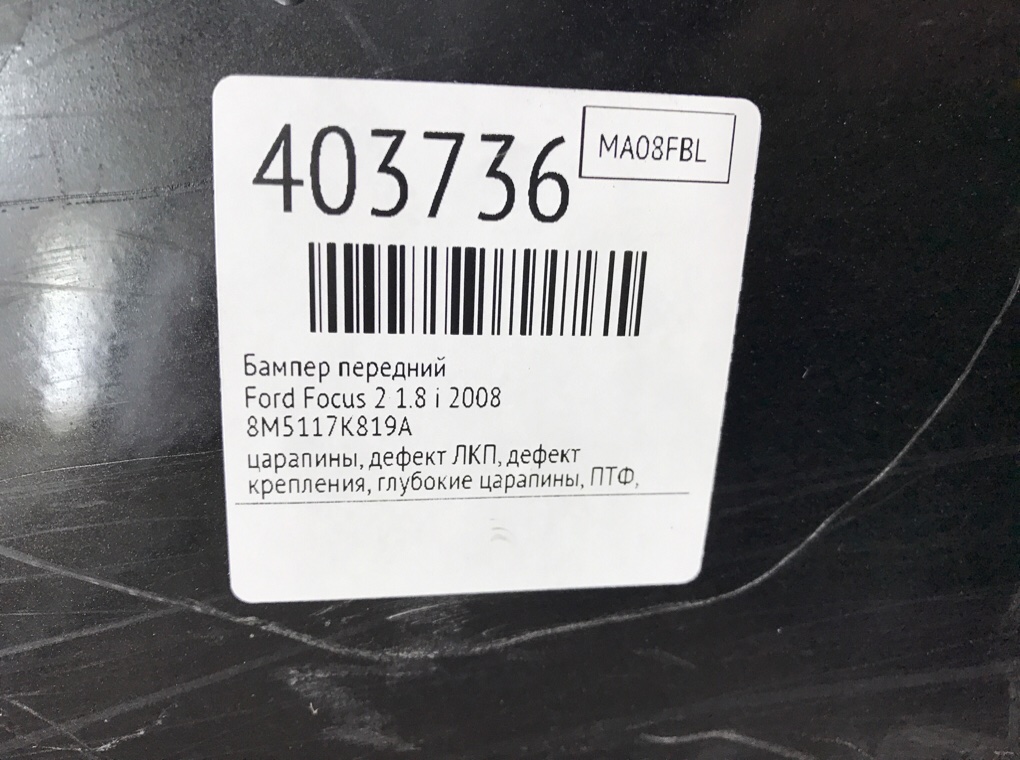 403736
MA08FBL
Бампер передний
Ford Focus 2 1.8 i 2008
8M5117K819A
царапины, дефект ЛКП, дефект
крепления, глубокие царапины, ПТФ,